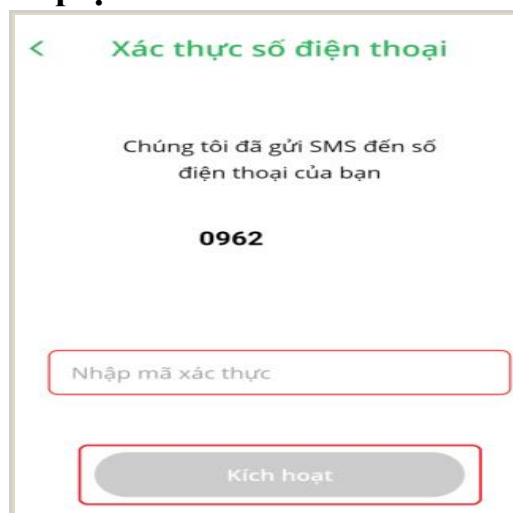 <
Xác thực số điện thoại
Chúng tôi đã gửi SMS đến số
điện thoại của bạn
0962
Nhập mã xác thực
Kích hoạt